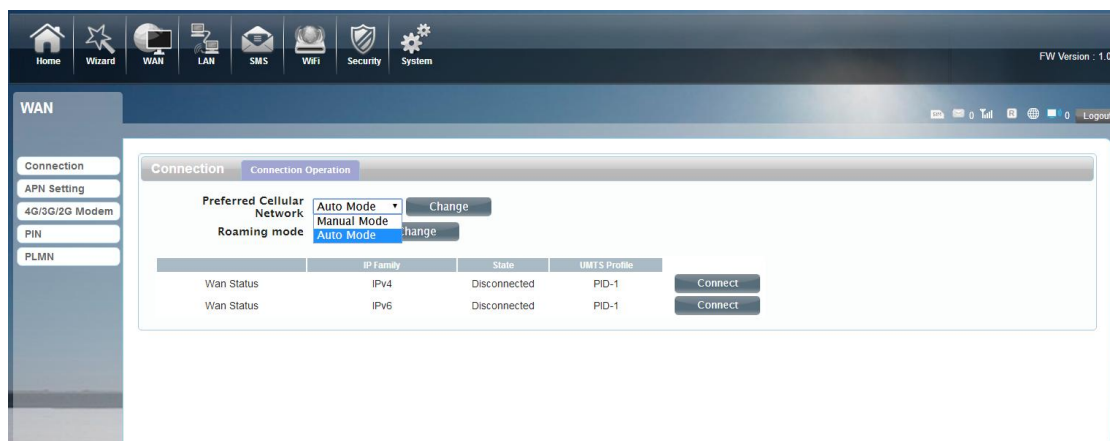 Home Wizard WAN LAN SMS WiFi Security System
FW Version : 1.0
WAN
0 R 0 Logout
Connection
APN Setting
4G/3G/2G Modem
PIN
PLMN
Connection Connection Operation
Preferred Cellular Network Auto Mode Change
Manual Mode
Auto Mode
Roaming mode hange
IP Family State UMTS Profile
Wan Status IPv4 Disconnected PID-1 Connect
Wan Status IPv6 Disconnected PID-1 Connect